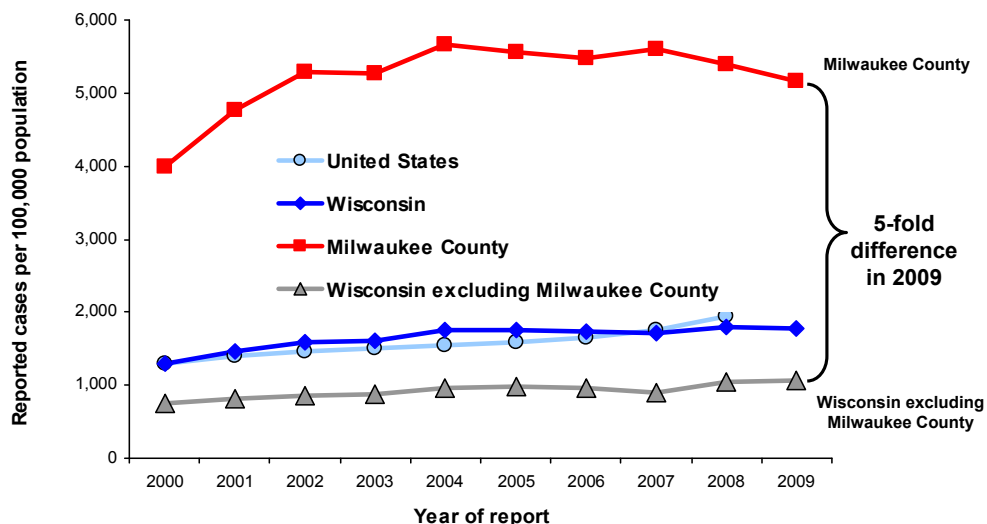 Reported cases per 100,000 population
6,000
5,000
4,000
3,000
2,000
1,000
0
United States
Wisconsin
Milwaukee County
Wisconsin excluding Milwaukee County
Milwaukee County
5-fold
difference
in 2009
Wisconsin excluding
Milwaukee County
2000 2001 2002 2003 2004 2005 2006 2007 2008 2009
Year of report